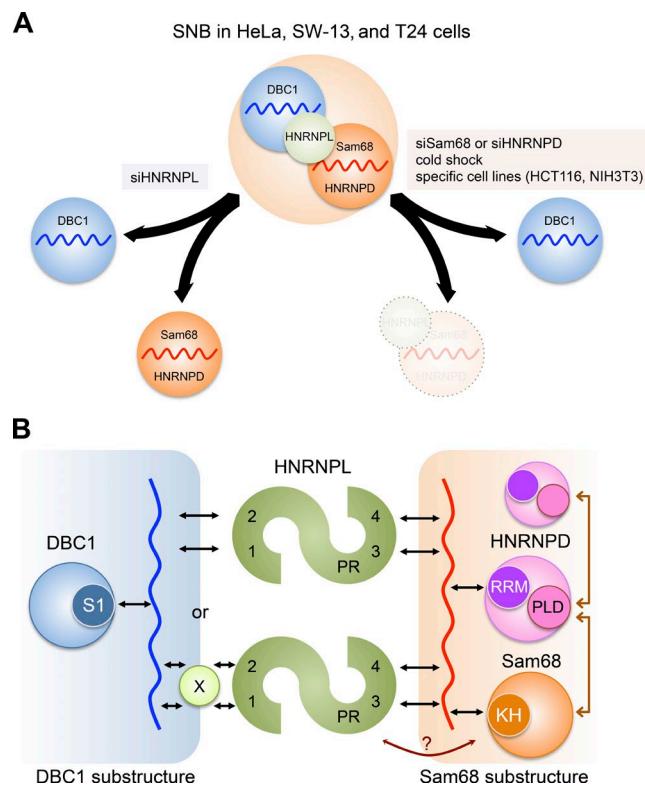 A
SNB in HeLa, SW-13, and T24 cells
DBC1
HNRNPL
Sam68
HNRNPD
siHNRNPL
siSam68 or siHNRNPD
cold shock
specific cell lines (HCT116, NIH3T3)
DBC1
DBC1
Sam68
HNRNPD
HNRNPL
Sam68
HNRNPD
B
HNRNPL
DBC1
S1
2
1
4
3
PR
or
X
2
1
4
3
PR
HNRNPD
RRM
PLD
Sam68
KH
?
DBC1 substructure
Sam68 substructure